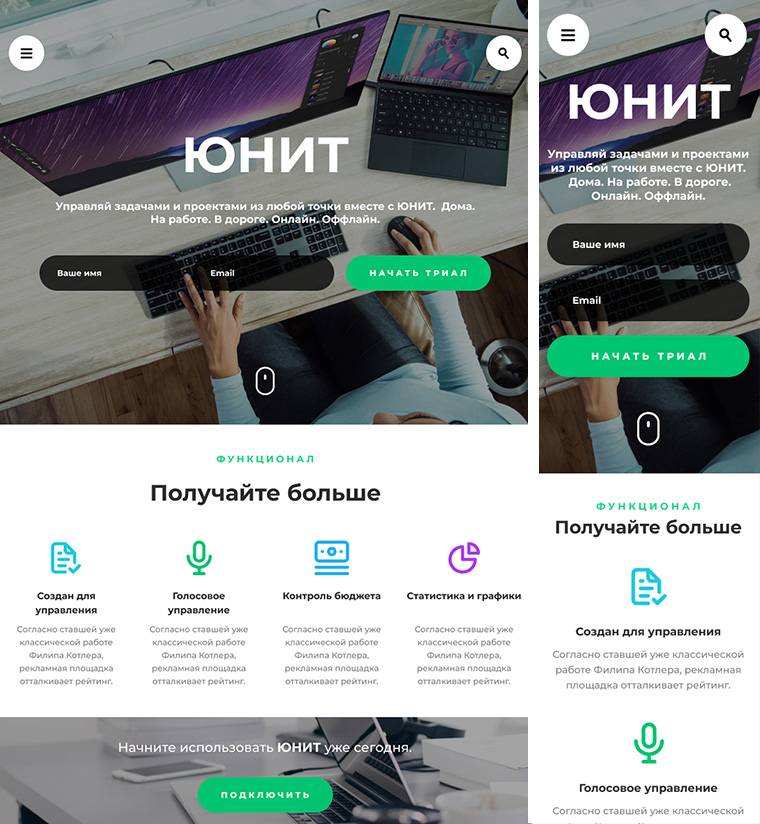 ЮНИТ
Управляй задачами и проектами из любой точки вместе с ЮНИТ. Дома.
На работе. В дороге. Онлайн. Оффлайн.
Ваше имя
Email
НАЧАТЬ ТРИАЛ
ФУНКЦИОНАЛ
Получайте больше
Создан для
управления
Согласно ставшей уже
классической работе
Филипа Котлера,
рекламная площадка
отталкивает рейтинг.
Голосовое
управление
Согласно ставшей уже
классической работе
Филипа Котлера,
рекламная площадка
отталкивает рейтинг.
Контроль бюджета
Согласно ставшей уже
классической работе
Филипа Котлера,
рекламная площадка
отталкивает рейтинг.
Статистика и графики
Согласно ставшей уже
классической работе
Филипа Котлера,
рекламная площадка
отталкивает рейтинг.
Начните использовать ЮНИТ уже сегодня.
ПОДКЛЮЧИТЬ
ЮНИТ
Управляй задачами и проектами
из любой точки вместе с ЮНИТ.
Дома. На работе. В дороге.
Онлайн. Оффлайн.
Ваше имя
Email
НАЧАТЬ ТРИАЛ
ФУНКЦИОНАЛ
Получайте больше
Создан для управления
Согласно ставшей уже классической
работе Филипа Котлера, рекламная
площадка отталкивает рейтинг.
Голосовое управление
Согласно ставшей уже классической